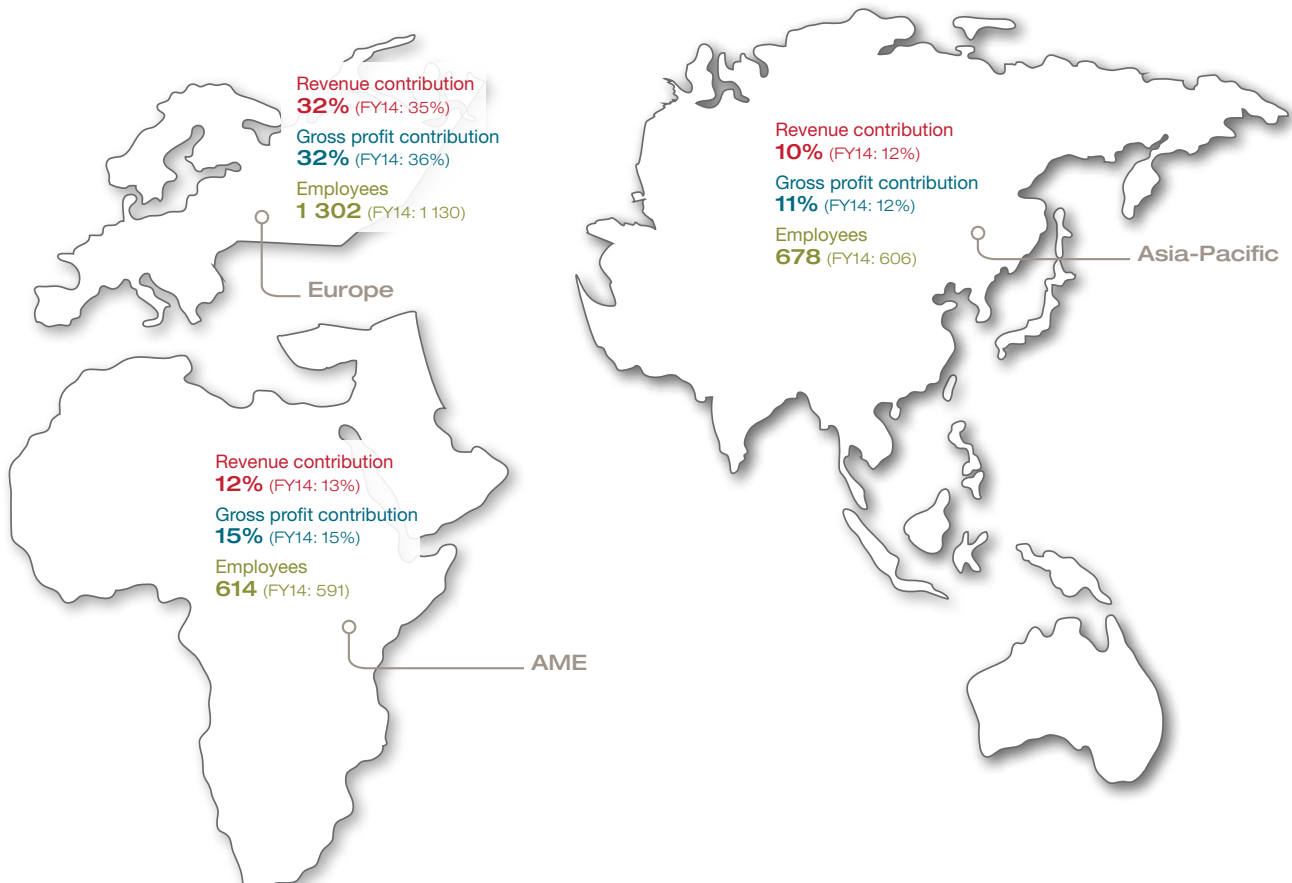 Revenue contribution
32% (FY14: 35%)
Gross profit contribution
32% (FY14: 36%)
Employees
1 302 (FY14: 1 130)
Europe
Revenue contribution
10% (FY14: 12%)
Gross profit contribution
11% (FY14: 12%)
Employees
678 (FY14: 606)
Asia-Pacific
Revenue contribution
12% (FY14: 13%)
Gross profit contribution
15% (FY14: 15%)
Employees
614 (FY14: 591)
AME